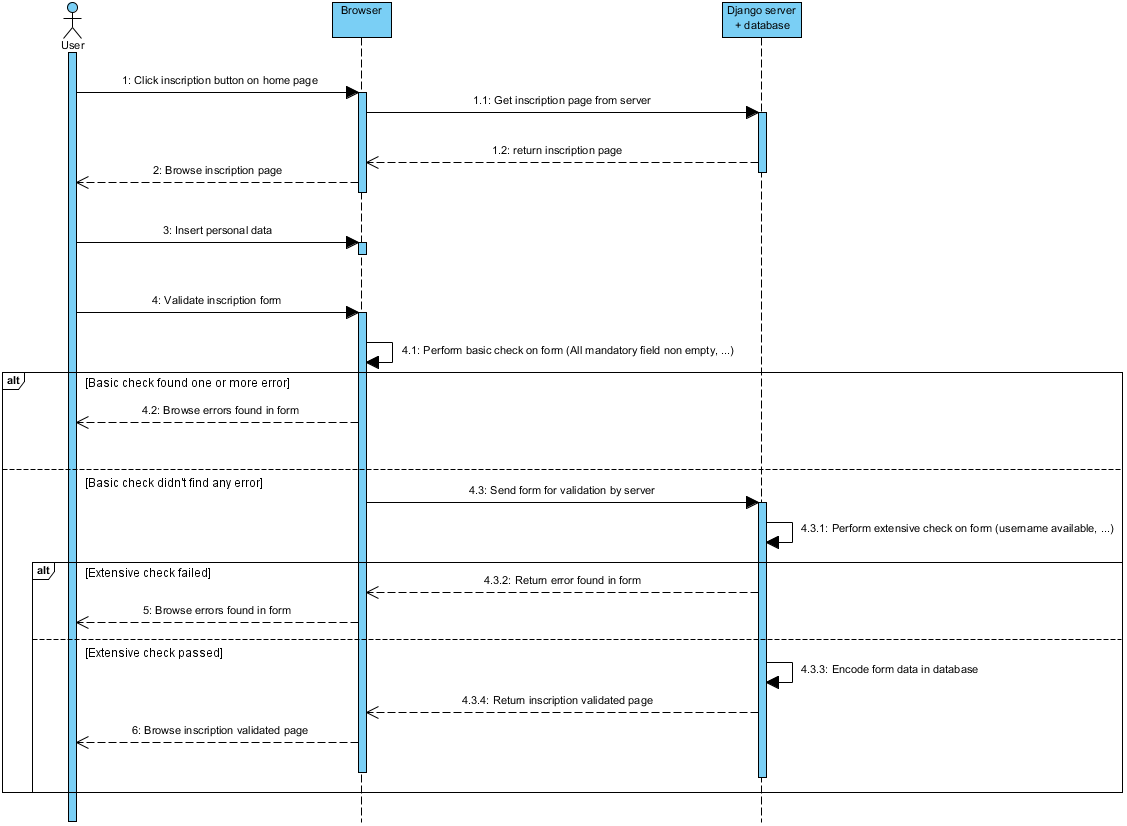 Browser
Django server
+ database
User
1: Click inscription button on home page
1.1: Get inscription page from server
1.2: return inscription page
2: Browse inscription page
3: Insert personal data
4: Validate inscription form
4.1: Perform basic check on form (All mandatory field non empty, ...)
alt
[Basic check found one or more error]
4.2: Browse errors found in form
[Basic check didn't find any error]
4.3: Send form for validation by server
4.3.1: Perform extensive check on form (username available, ...)
alt
[Extensive check failed]
4.3.2: Return error found in form
5: Browse errors found in form
[Extensive check passed]
4.3.3: Encode form data in database
4.3.4: Return inscription validated page
6: Browse inscription validated page